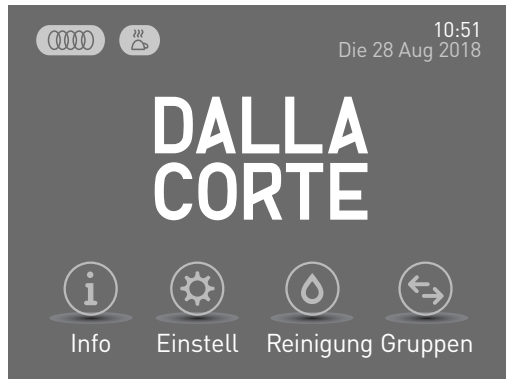 10:51
Die 28 Aug 2018
DALLA
CORTE
Info Einstell Reinigung Gruppen